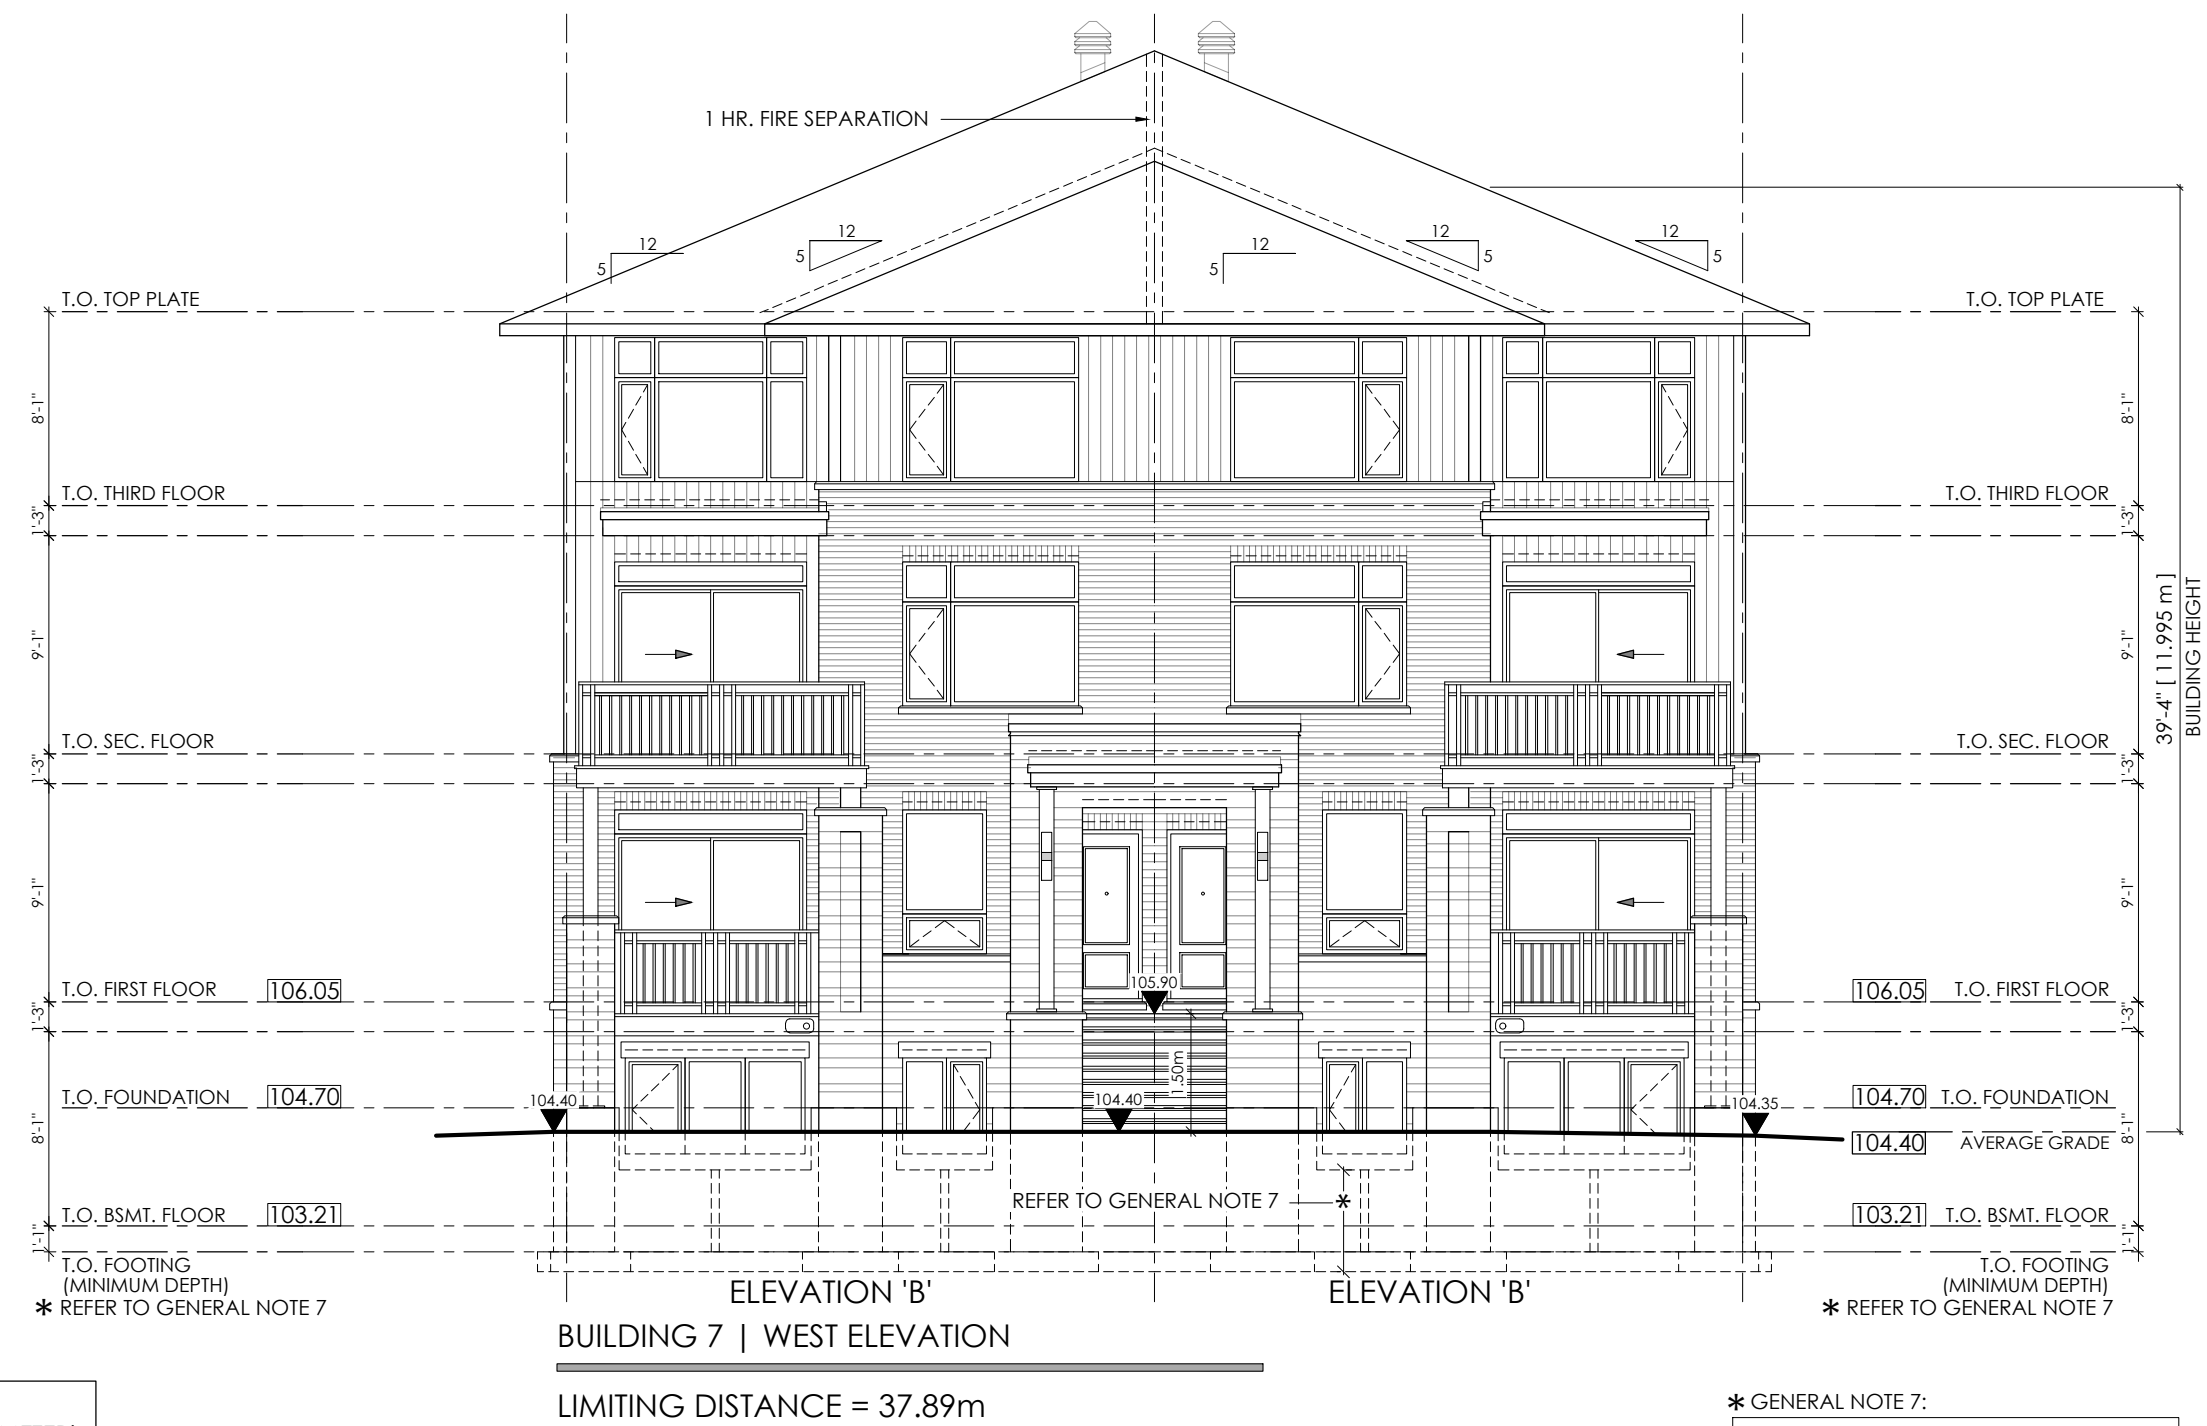 1 HR. FIRE SEPARATION
12
5
12
5
12
5
12
5
12
5
T.O. TOP PLATE
T.O. TOP PLATE
8'-1"
8'-1"
T.O. THIRD FLOOR
T.O. THIRD FLOOR
1'-3"
1'-3"
9'-1"
9'-1"
39'-4" [ 11.995 m ]
BUILDING HEIGHT
T.O. SEC. FLOOR
T.O. SEC. FLOOR
1'-3"
1'-3"
9'-1"
9'-1"
T.O. FIRST FLOOR 106.05
105.90
106.05 T.O. FIRST FLOOR
1'-3"
1'-3"
1.50m
T.O. FOUNDATION 104.70
104.40
104.40
104.35
104.70 T.O. FOUNDATION
8'-1"
8'-1"
104.40 AVERAGE GRADE
REFER TO GENERAL NOTE 7 *
T.O. BSMT. FLOOR 103.21
103.21 T.O. BSMT. FLOOR
1'-1"
1'-1"
T.O. FOOTING
(MINIMUM DEPTH)
* REFER TO GENERAL NOTE 7
T.O. FOOTING
(MINIMUM DEPTH)
* REFER TO GENERAL NOTE 7
ELEVATION 'B'
ELEVATION 'B'
BUILDING 7 | WEST ELEVATION
LIMITING DISTANCE = 37.89m
* GENERAL NOTE 7: